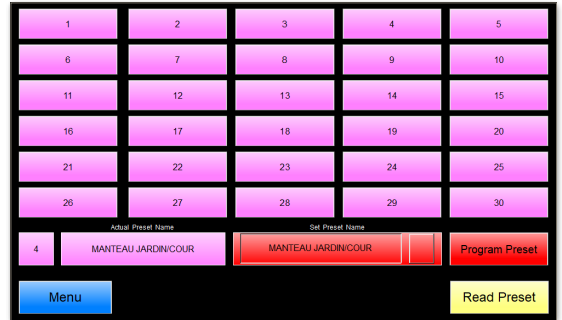 1 2 3 4 5
6 7 8 9 10
11 12 13 14 15
16 17 18 19 20
21 22 23 24 25
26 27 28 29 30
Actual Preset Name Set Preset Name
4 MANTEAU JARDIN/COUR MANTEAU JARDIN/COUR Program Preset
Menu Read Preset